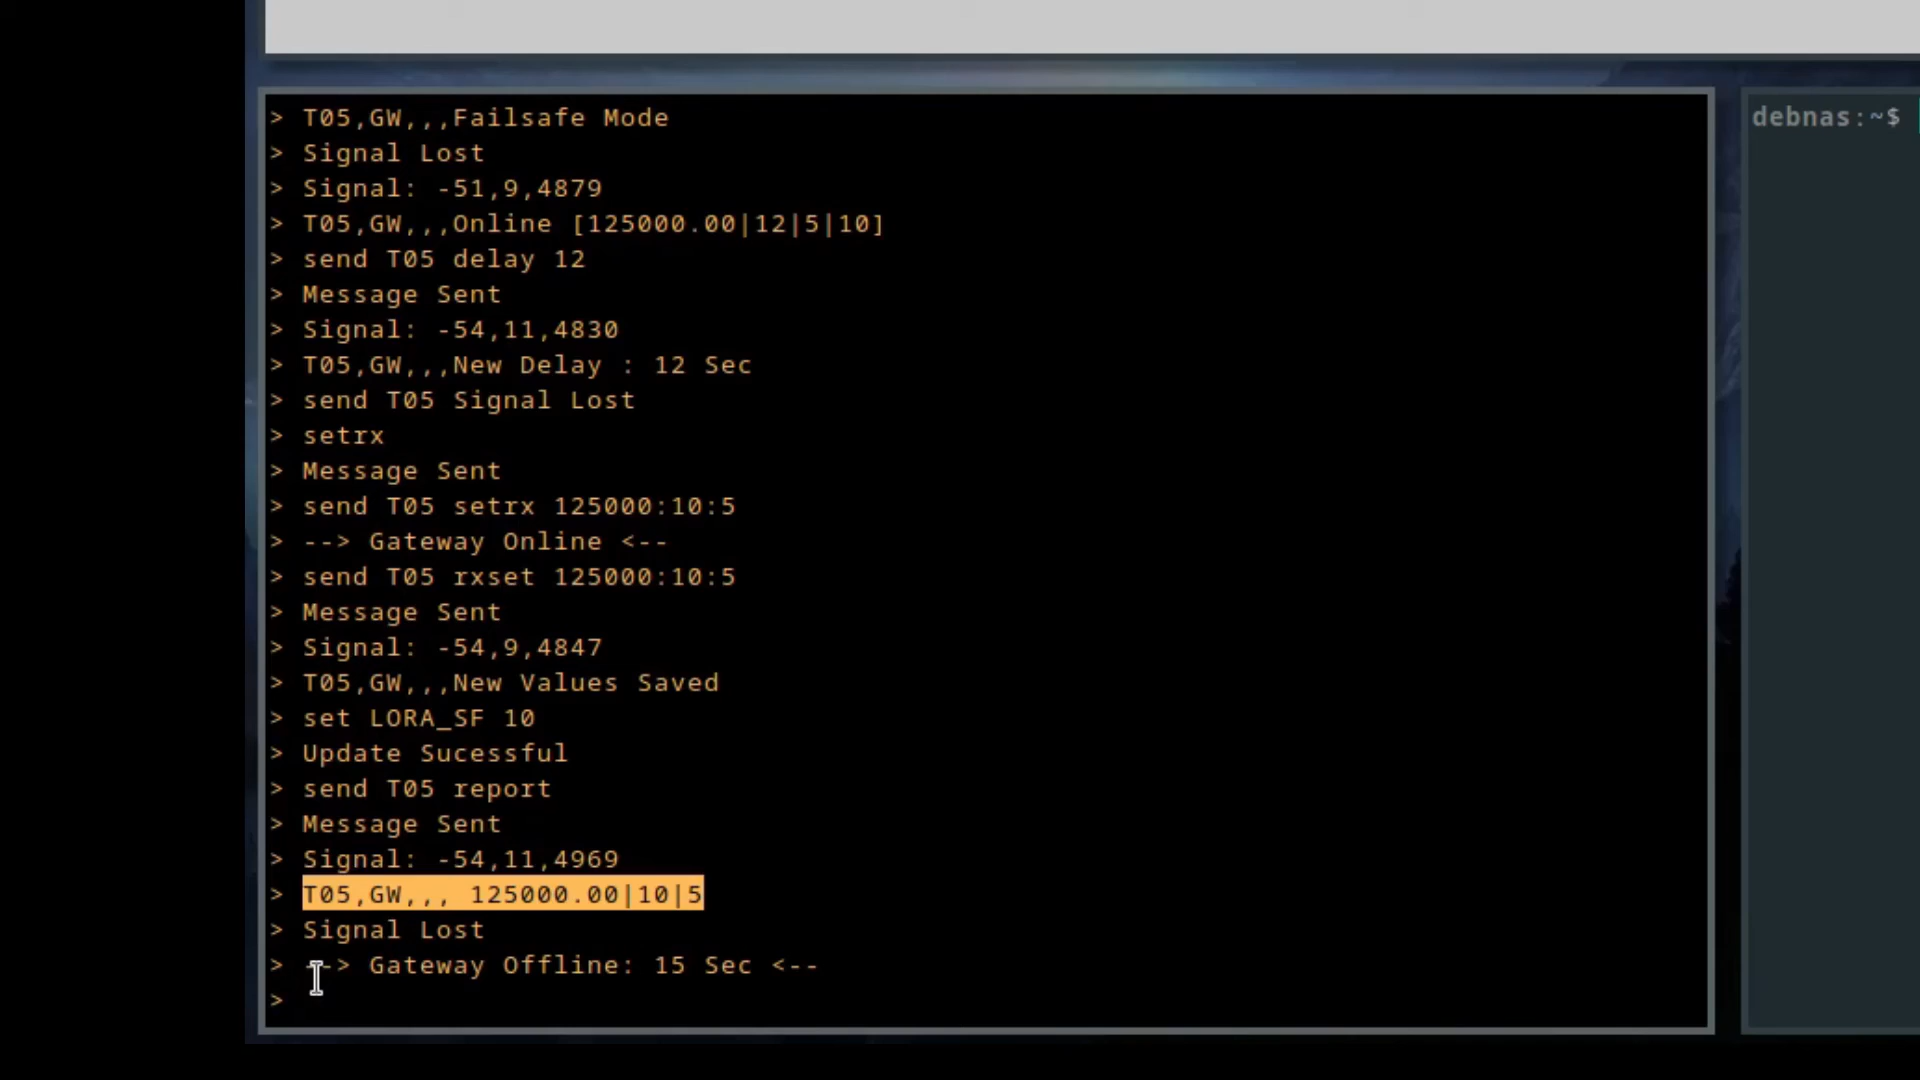 > T05,GW,,,Failsafe Mode
> Signal Lost
> Signal: -51,9,4879
> T05,GW,,,Online [125000.00|12|5|10]
> send T05 delay 12
> Message Sent
> Signal: -54,11,4830
> T05,GW,,,New Delay : 12 Sec
> send T05 Signal Lost
> setrx
> Message Sent
> send T05 setrx 125000:10:5
> --> Gateway Online <--
> send T05 rxset 125000:10:5
> Message Sent
> Signal: -54,9,4847
> T05,GW,,,New Values Saved
> set LORA_SF 10
> Update Sucessful
> send T05 report
> Message Sent
> Signal: -54,11,4969
> T05,GW,,, 125000.00|10|5
> Signal Lost
> --> Gateway Offline: 15 Sec <--
>
debnas:~$